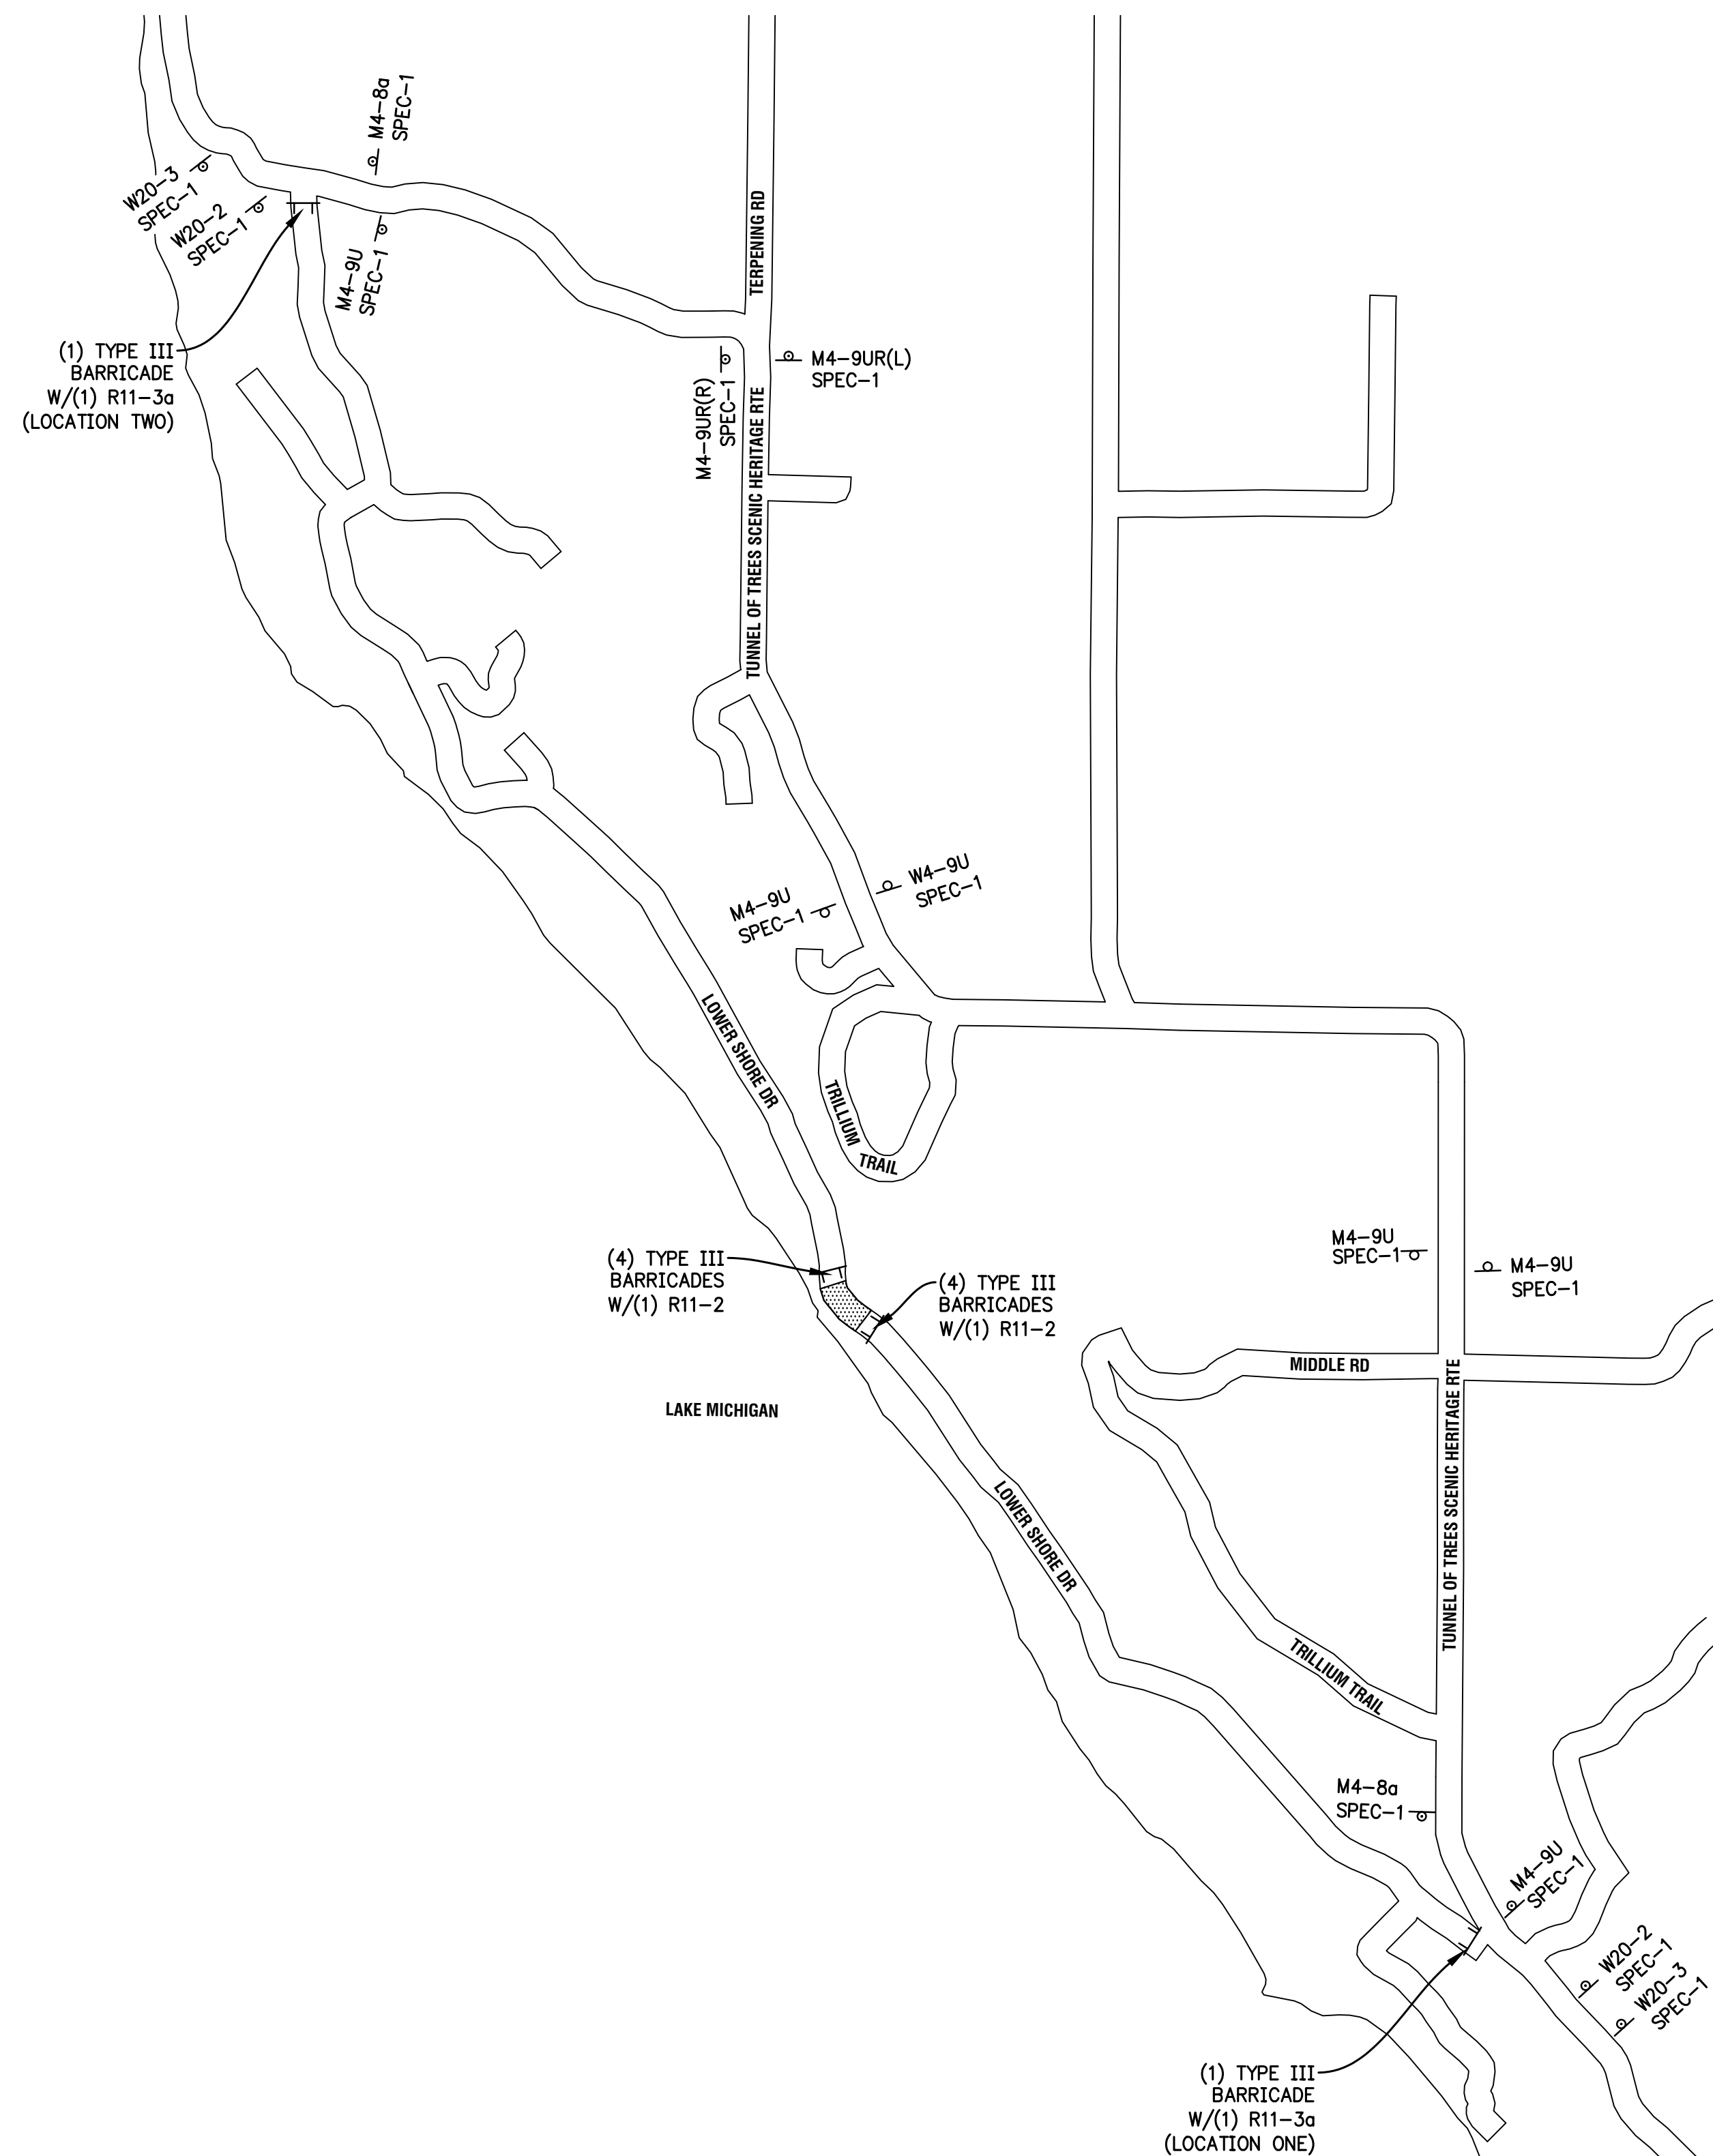 M4-8a
SPEC-1
W20-3
SPEC-1
W20-2
SPEC-1
M4-9U
SPEC-1
TERPENING RD
(1) TYPE III
BARRICADE
W/(1) R11-3a
(LOCATION TWO)
M4-9UR(R)
SPEC-1
M4-9UR(L)
SPEC-1
TUNNEL OF TREES SCENIC HERITAGE RTE
M4-9U
SPEC-1
W4-9U
SPEC-1
LOWER SHORE DR
TRILLIUM
TRAIL
(4) TYPE III
BARRICADES
W/(1) R11-2
(4) TYPE III
BARRICADES
W/(1) R11-2
M4-9U
SPEC-1
M4-9U
SPEC-1
MIDDLE RD
LAKE MICHIGAN
TUNNEL OF TREES SCENIC HERITAGE RTE
LOWER SHORE DR
TRILLIUM TRAIL
M4-8a
SPEC-1
M4-9U
SPEC-1
W20-2
SPEC-1
W20-3
SPEC-1
(1) TYPE III
BARRICADE
W/(1) R11-3a
(LOCATION ONE)